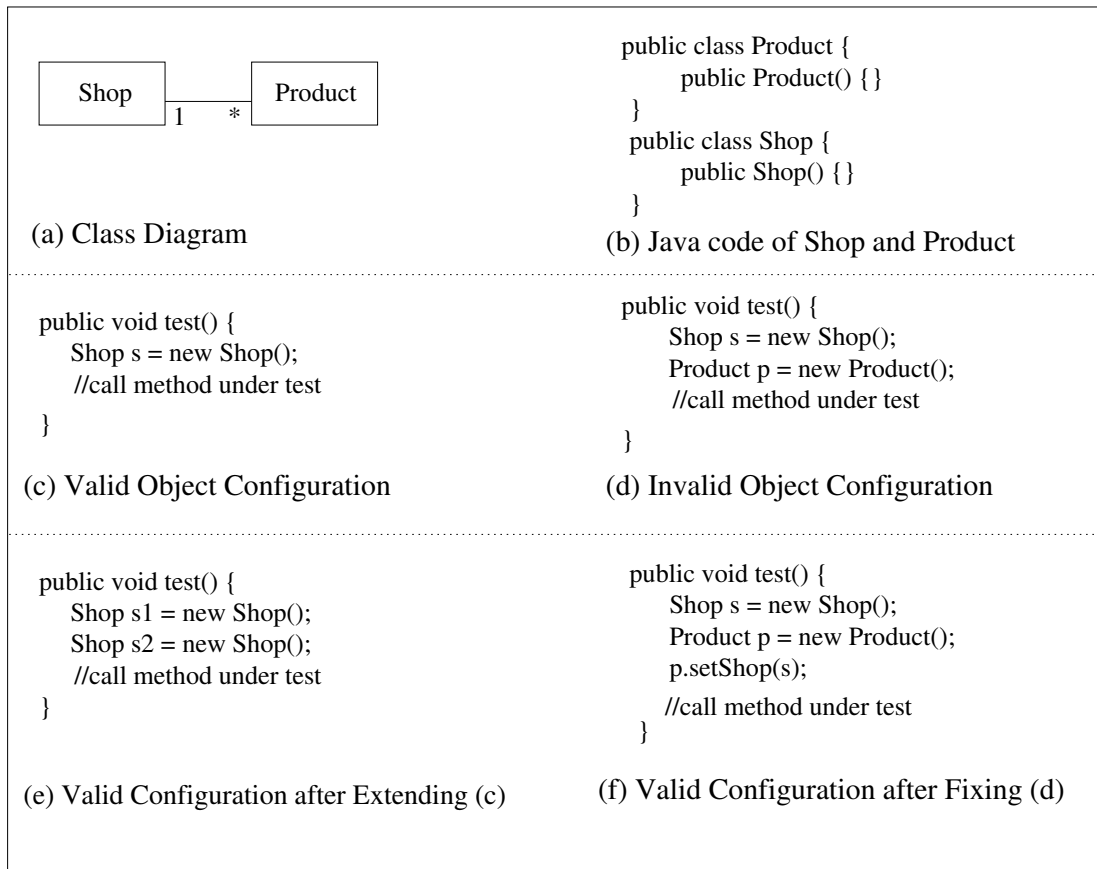 Shop
Product
1
*
(a) Class Diagram
public class Product {
public Product() {}
}
public class Shop {
public Shop() {}
}
(b) Java code of Shop and Product
public void test() {
Shop s = new Shop();
//call method under test
}
(c) Valid Object Configuration
public void test() {
Shop s = new Shop();
Product p = new Product();
//call method under test
}
(d) Invalid Object Configuration
public void test() {
Shop s1 = new Shop();
Shop s2 = new Shop();
//call method under test
}
(e) Valid Configuration after Extending (c)
public void test() {
Shop s = new Shop();
Product p = new Product();
p.setShop(s);
//call method under test
}
(f) Valid Configuration after Fixing (d)